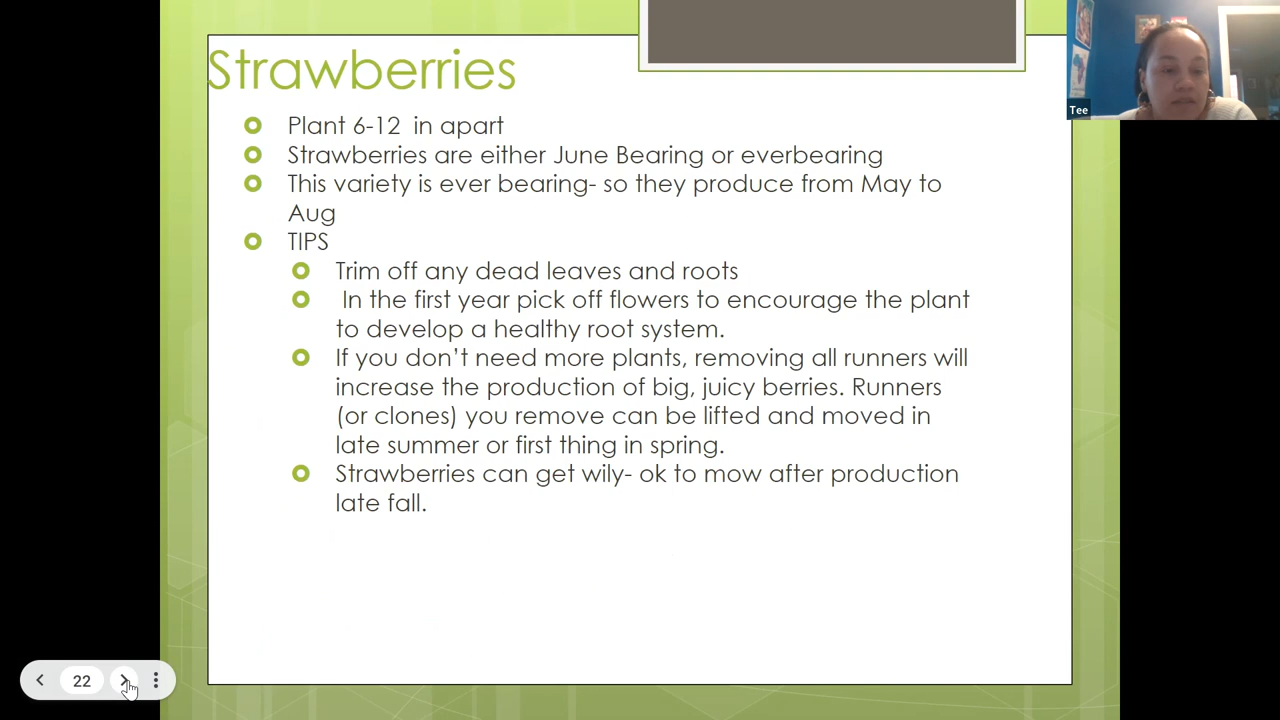 Strawberries
Plant 6-12  in apart
Strawberries are either June Bearing or everbearing
This variety is ever bearing- so they produce from May to
Aug
TIPS
Trim off any dead leaves and roots
In the first year pick off flowers to encourage the plant
to develop a healthy root system.
If you don’t need more plants, removing all runners will
increase the production of big, juicy berries. Runners
(or clones) you remove can be lifted and moved in
late summer or first thing in spring.
Strawberries can get wily- ok to mow after production
late fall.
Tee
22